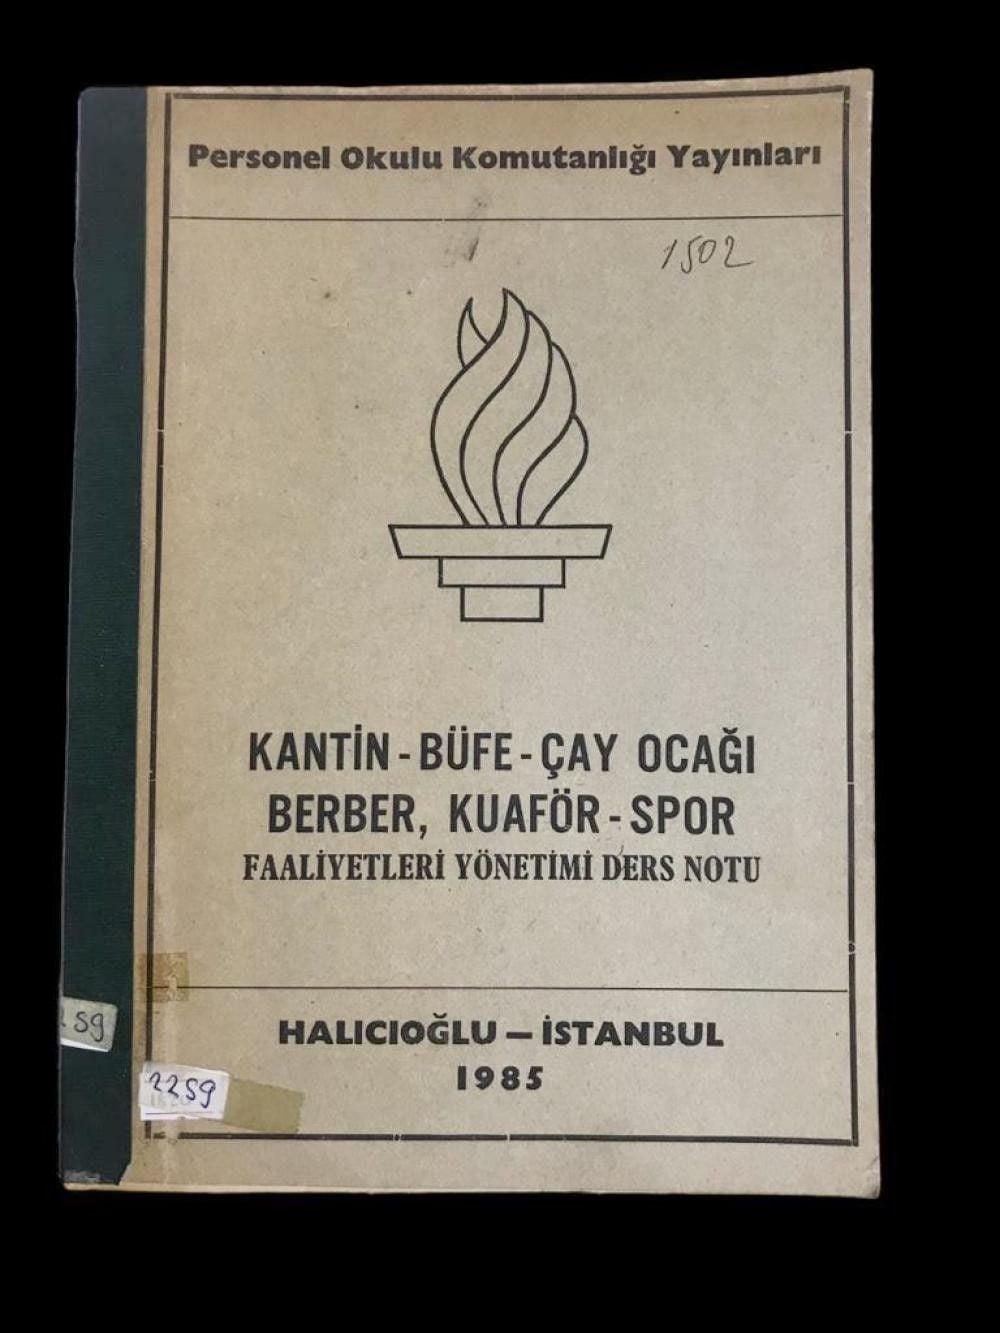 Personel Okulu Komutanlığı Yayınları
1502
KANTİN - BÜFE - ÇAY OCAĞI
BERBER, KUAFÖR - SPOR
FAALİYETLERİ YÖNETİMİ DERS NOTU
HALICIOĞLU – İSTANBUL
1985
59
2259